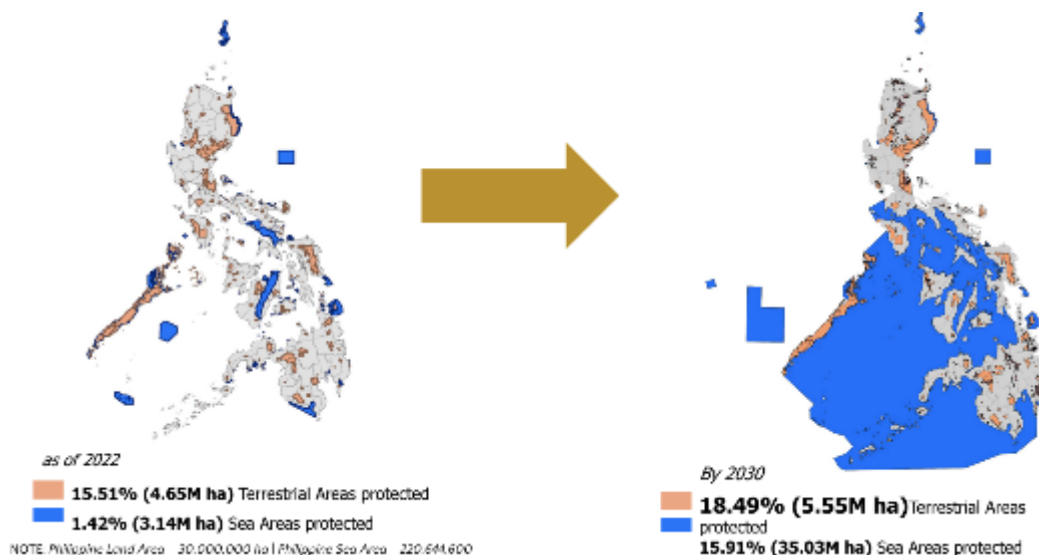 as of 2022
15.51% (4.65M ha) Terrestrial Areas protected
1.42% (3.14M ha) Sea Areas protected
NOTE: Philippine Land Area 30,000,000 ha | Philippine Sea Area 220,644,600
By 2030
18.49% (5.55M ha)Terrestrial Areas
protected
15.91% (35.03M ha) Sea Areas protected